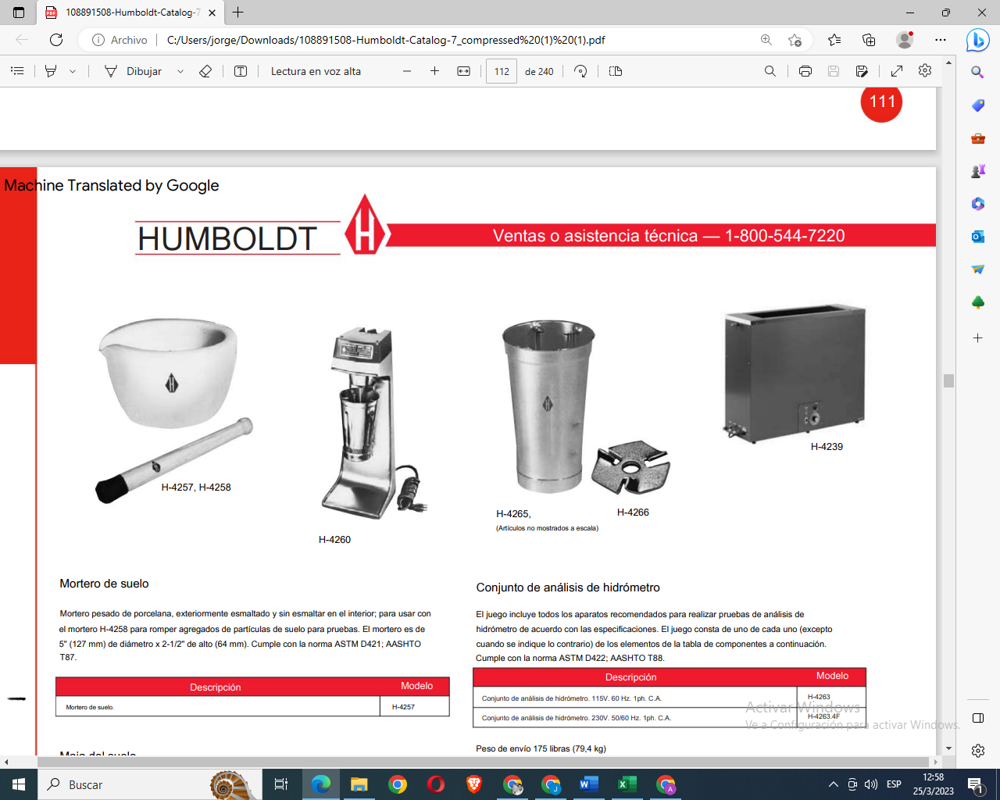 108891508-Humboldt-Catalog-7
Archivo
C:/Users/jorge/Downloads/108891508-Humboldt-Catalog-7_compressed%20(1)%20(1).pdf
Dibujar
Lectura en voz alta
112
de 240
111
Machine Translated by Google
HUMBOLDT
Ventas o asistencia técnica — 1-800-544-7220
H-4239
H-4257, H-4258
H-4260
H-4265,
(Artículos no mostrados a escala)
H-4266
Mortero de suelo
Mortero pesado de porcelana, exteriormente esmaltado y sin esmaltar en el interior; para usar con
el mortero H-4258 para romper agregados de partículas de suelo para pruebas. El mortero es de
5" (127 mm) de diámetro x 2-1/2" de alto (64 mm). Cumple con la norma ASTM D421; AASHTO
T87.
Descripción Modelo
Mortero de suelo. H-4257
Conjunto de análisis de hidrómetro
El juego incluye todos los aparatos recomendados para realizar pruebas de análisis de
hidrómetro de acuerdo con las especificaciones. El juego consta de uno de cada uno (excepto
cuando se indique lo contrario) de los elementos de la tabla de componentes a continuación.
Cumple con la norma ASTM D422; AASHTO T88.
Descripción Modelo
Conjunto de análisis de hidrómetro. 115V. 60 Hz. 1ph. C.A. H-4263
Conjunto de análisis de hidrómetro. 230V. 50/60 Hz. 1ph. C.A. H-4263.4F
Peso de envío 175 libras (79,4 kg)
Activar Windows
Ve a Configuración para activar Windows.
Buscar
ESP
12:58
25/3/2023